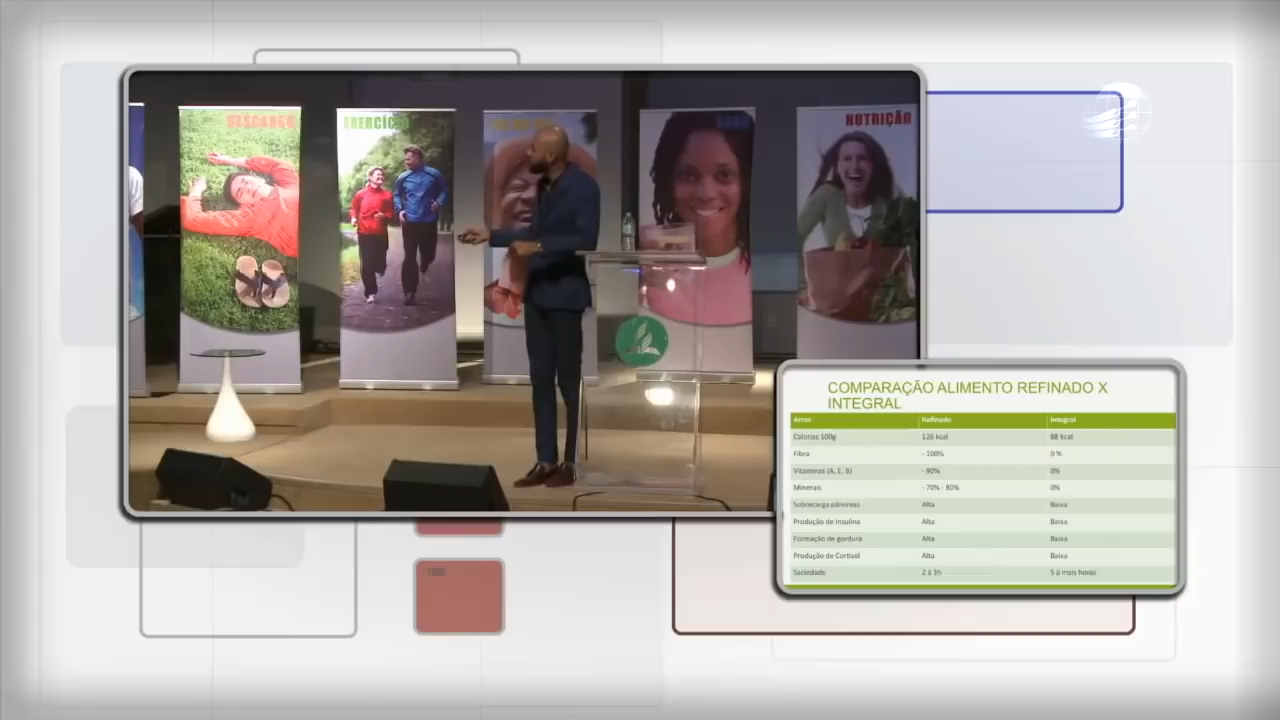 DESCANSO
EXERCÍCIO
NUTRIÇÃO
COMPARAÇÃO ALIMENTO REFINADO X
INTEGRAL
Arroz Refinado Integral
Calorias 100g 126 kcal 88 kcal
Fibra - 100% 0 %
Vitaminas (A, E, B) - 90% 0%
Minerais - 70% - 80% 0%
Sobrecarga pâncreas Alta Baixa
Produção de Insulina Alta Baixa
Formação de gordura Alta Baixa
Produção de Cortisol Alta Baixa
Saciedade 2 à 3h 5 à mais horas